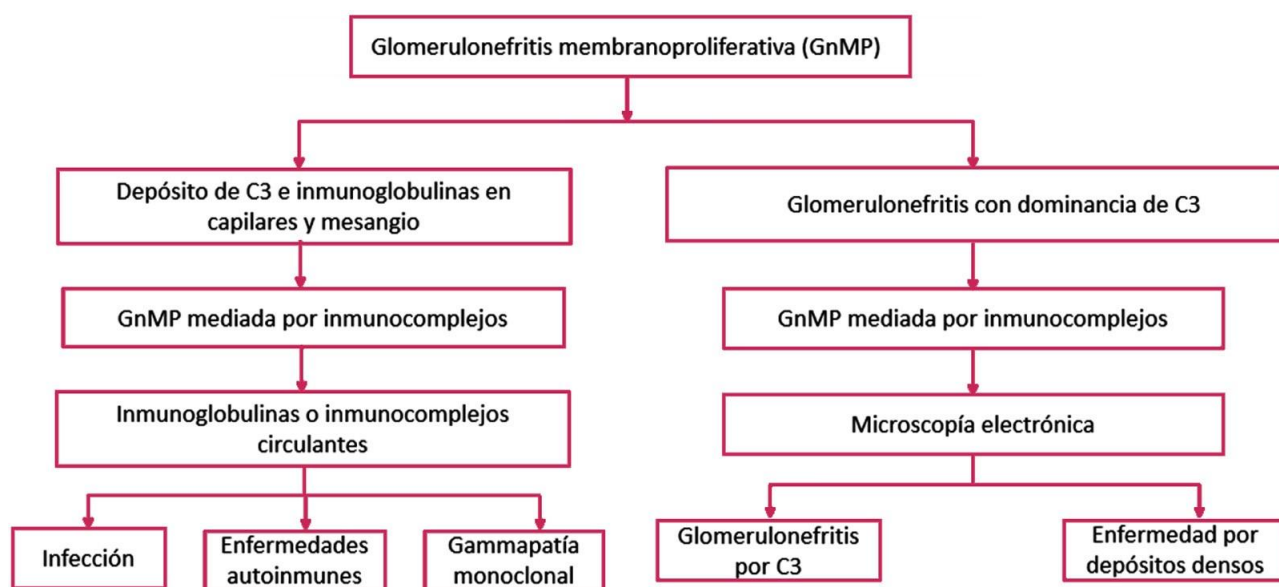 Glomerulonefritis membranoproliferativa (GnMP)
Depósito de C3 e inmunoglobulinas en
capilares y mesangio
Glomerulonefritis con dominancia de C3
GnMP mediada por inmunocomplejos
GnMP mediada por inmunocomplejos
Inmunoglobulinas o inmunocomplejos
circulantes
Microscopía electrónica
Infección
Enfermedades
autoinmunes
Gammapatía
monoclonal
Glomerulonefritis
por C3
Enfermedad por
depósitos densos